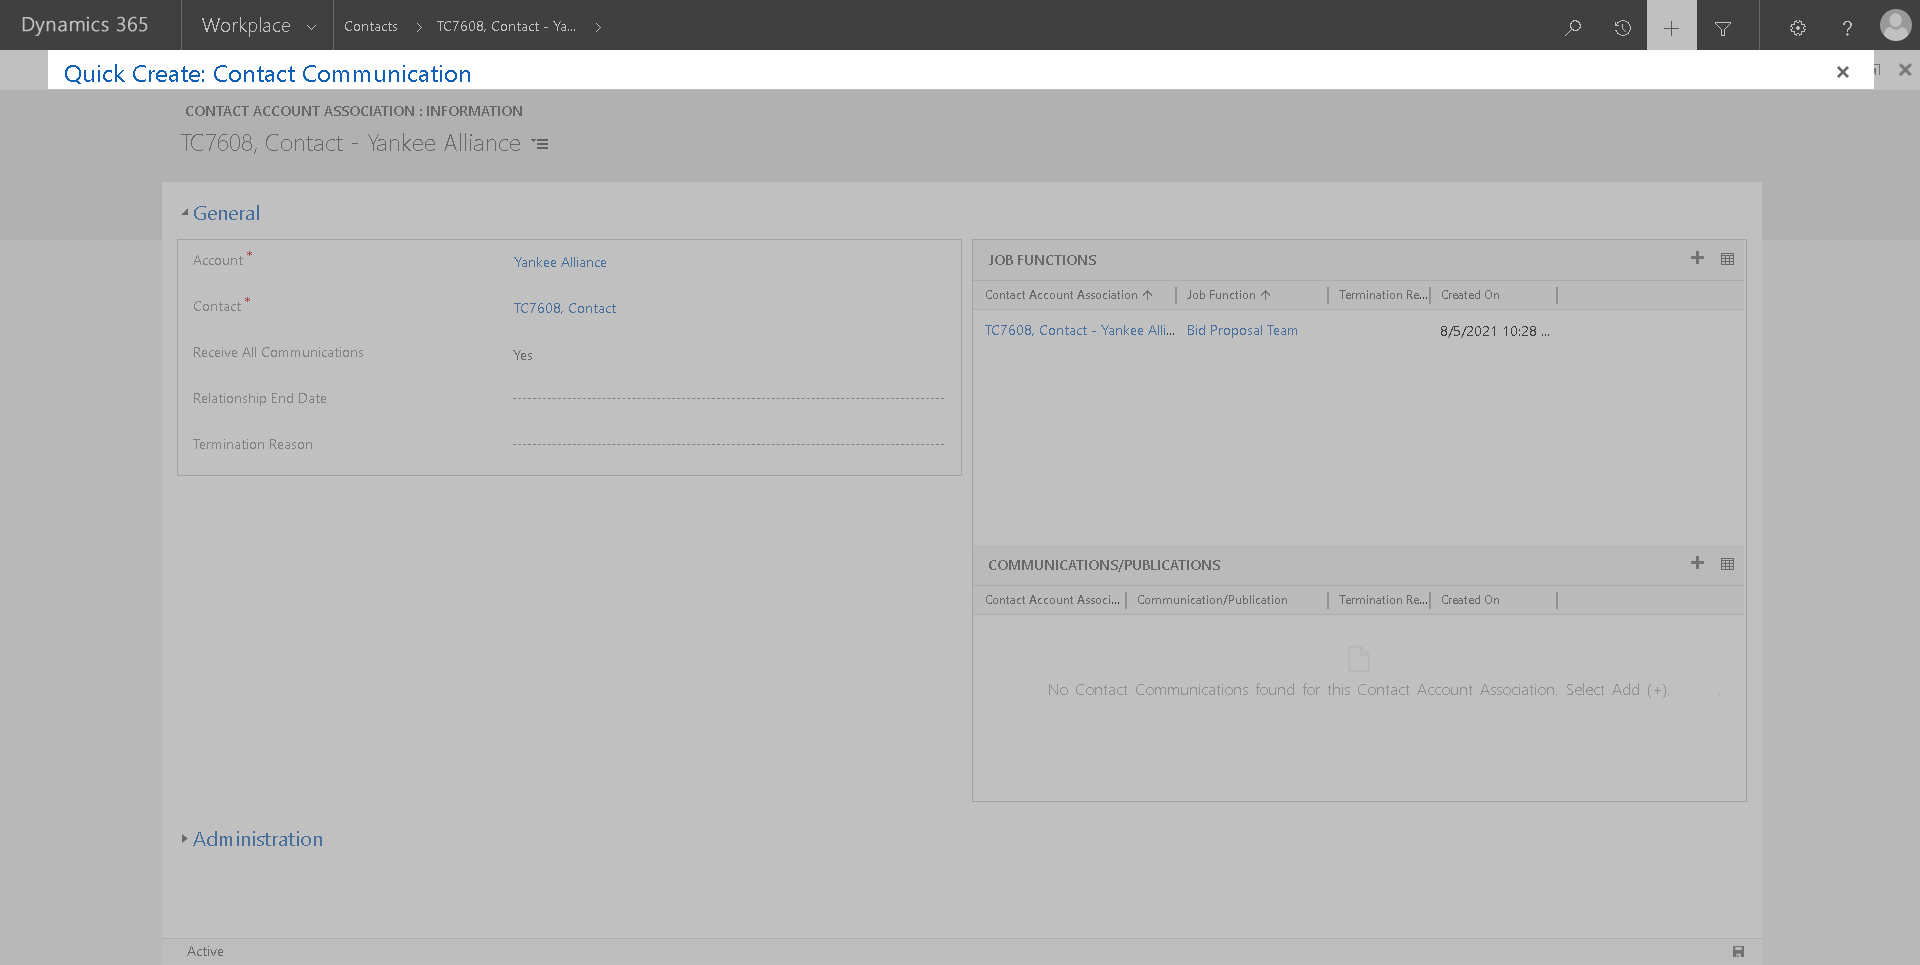 Dynamics 365 Workplace Contacts TC7608, Contact - Ya... ?
Quick Create: Contact Communication
CONTACT ACCOUNT ASSOCIATION : INFORMATION
TC7608, Contact - Yankee Alliance
General
Account*
Yankee Alliance
Contact*
TC7608, Contact
Receive All Communications
Yes
Relationship End Date
Termination Reason
JOB FUNCTIONS
Contact Account Association Job Function Termination Re... Created On
TC7608, Contact - Yankee Alli... Bid Proposal Team 8/5/2021 10:28 ...
COMMUNICATIONS/PUBLICATIONS
Contact Account Associ... Communication/Publication Termination Re... Created On
No Contact Communications found for this Contact Account Association. Select Add (+). .
Administration
Active